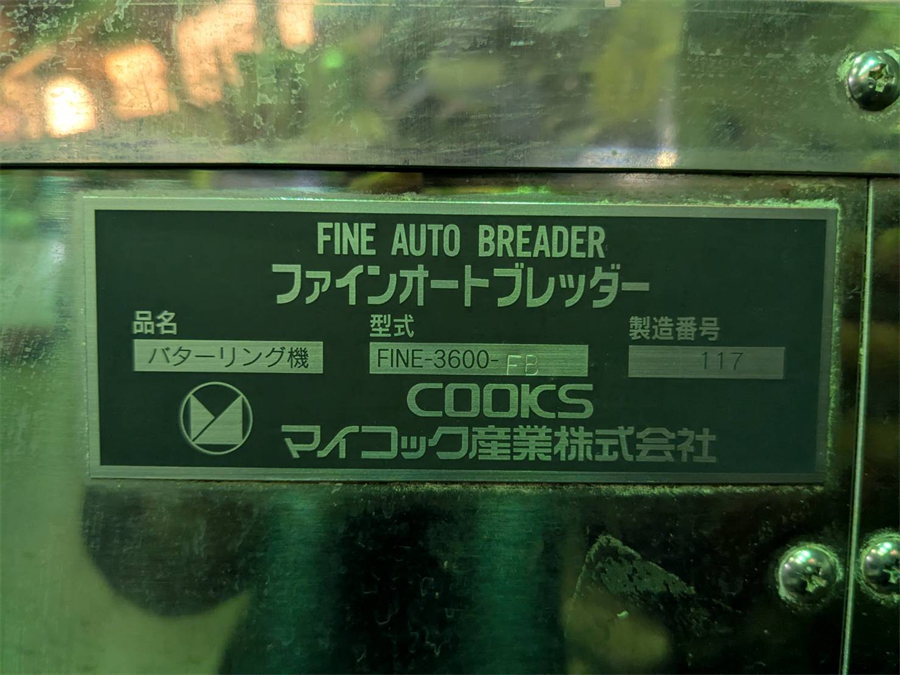 FINE AUTO BREADER
ファインオートブレッダー
品名 型式 製造番号
バターリング機 FINE-3600-FB 117
COOKS
マイコック産業株式会社